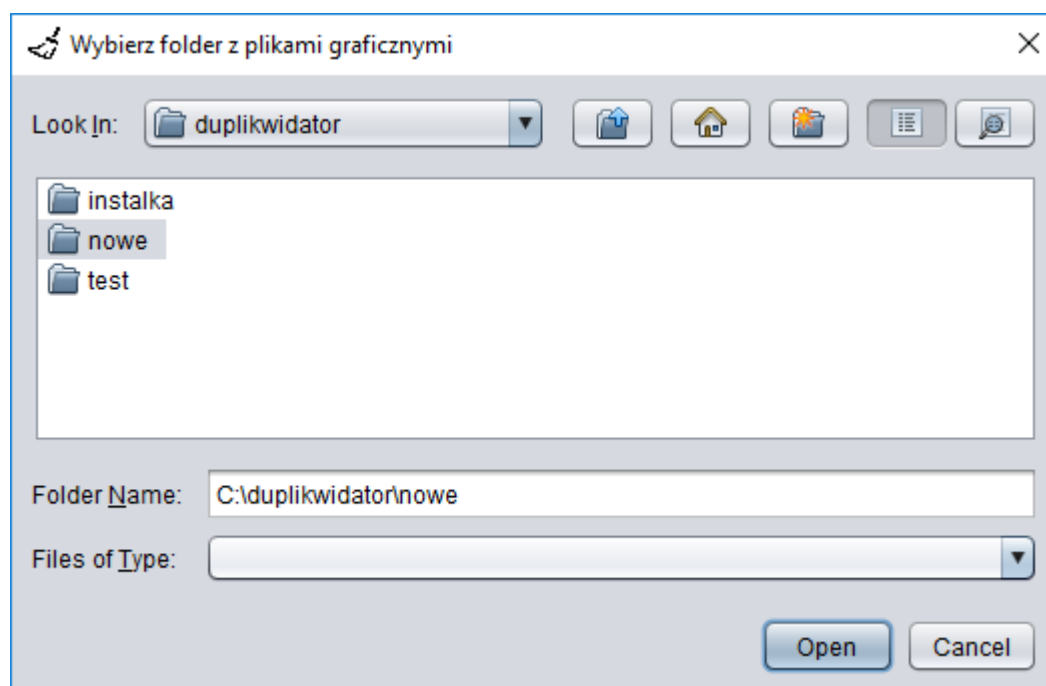 Wybierz folder z plikami graficznymi
Look In: duplikwidator
instalka
nowe
test
Folder Name: C:\duplikwidator\nowe
Files of Type:
Open Cancel